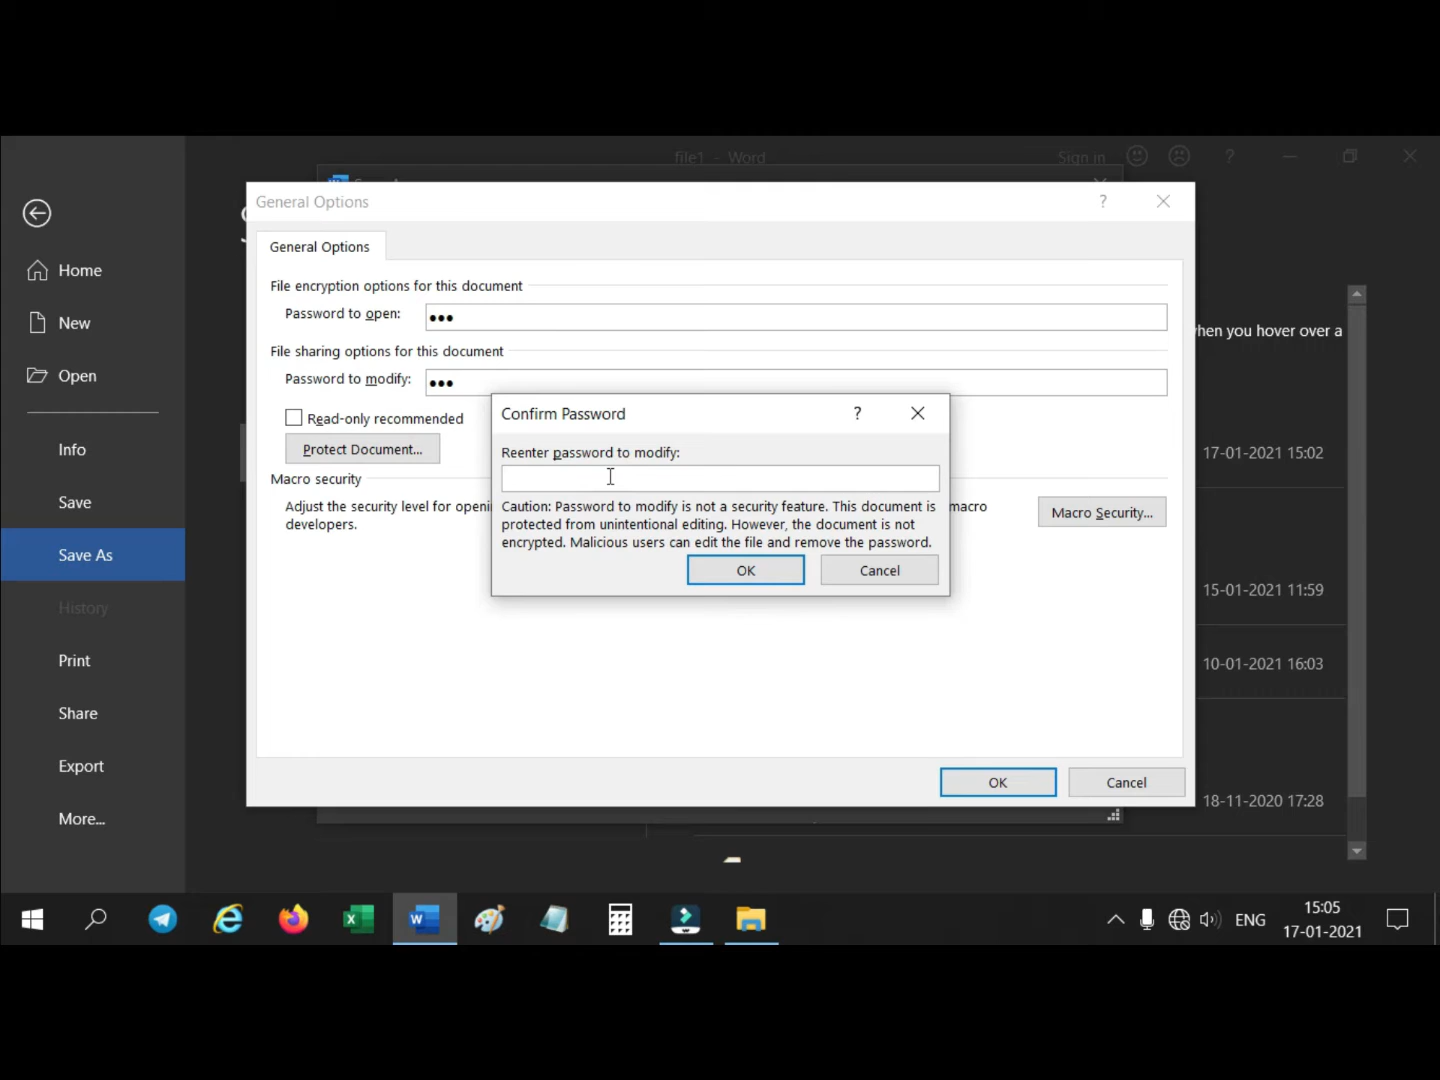 file1 - Word
Sign in
General Options
General Options
File encryption options for this document
Password to open:
File sharing options for this document
when you hover over a
Password to modify:
Read-only recommended
Protect Document...
Confirm Password
Reenter password to modify:
Caution: Password to modify is not a security feature. This document is
protected from unintentional editing. However, the document is not
encrypted. Malicious users can edit the file and remove the password.
OK
Cancel
Macro security
Adjust the security level for openi
macro
developers.
Macro Security...
OK
Cancel
Home
New
Open
Info
Save
Save As
History
Print
Share
Export
More...
17-01-2021 15:02
15-01-2021 11:59
10-01-2021 16:03
18-11-2020 17:28
ENG
15:05
17-01-2021